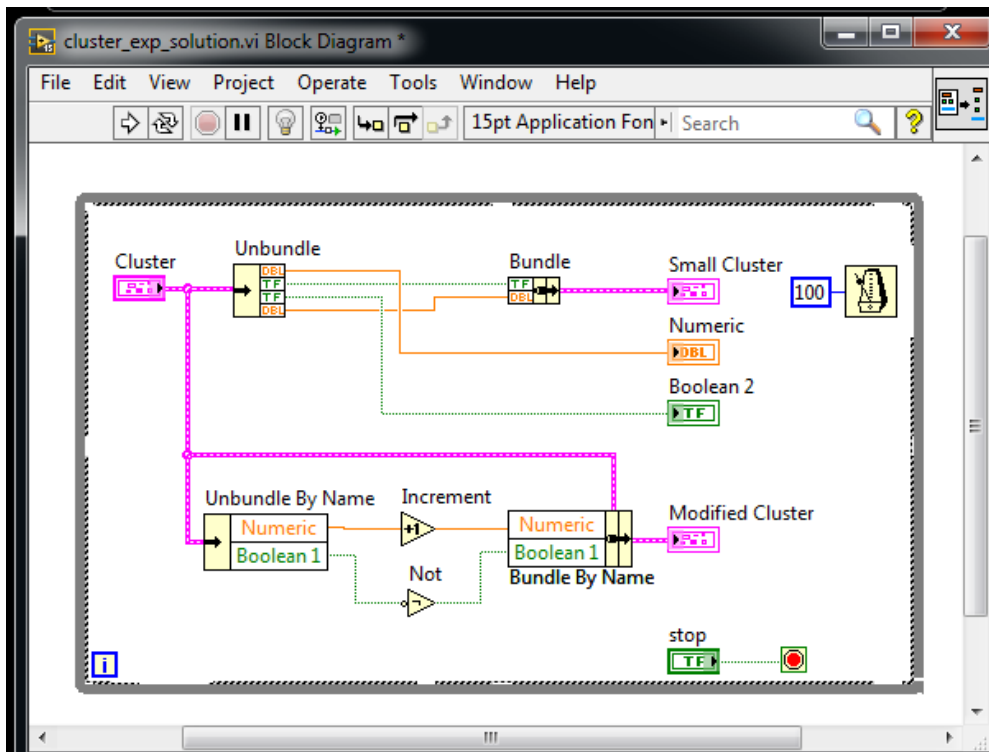 cluster_exp_solution.vi Block Diagram *
File Edit View Project Operate Tools Window Help
15pt Application Fon Search ?
Cluster
Unbundle
DBL
TF
TF
DBL
Bundle
TF
DBL
Small Cluster
100
Numeric
DBL
Boolean 2
TF
Unbundle By Name
Numeric
Boolean 1
Increment
+1
Not
Numeric
Boolean 1
Bundle By Name
Modified Cluster
stop
TF
i